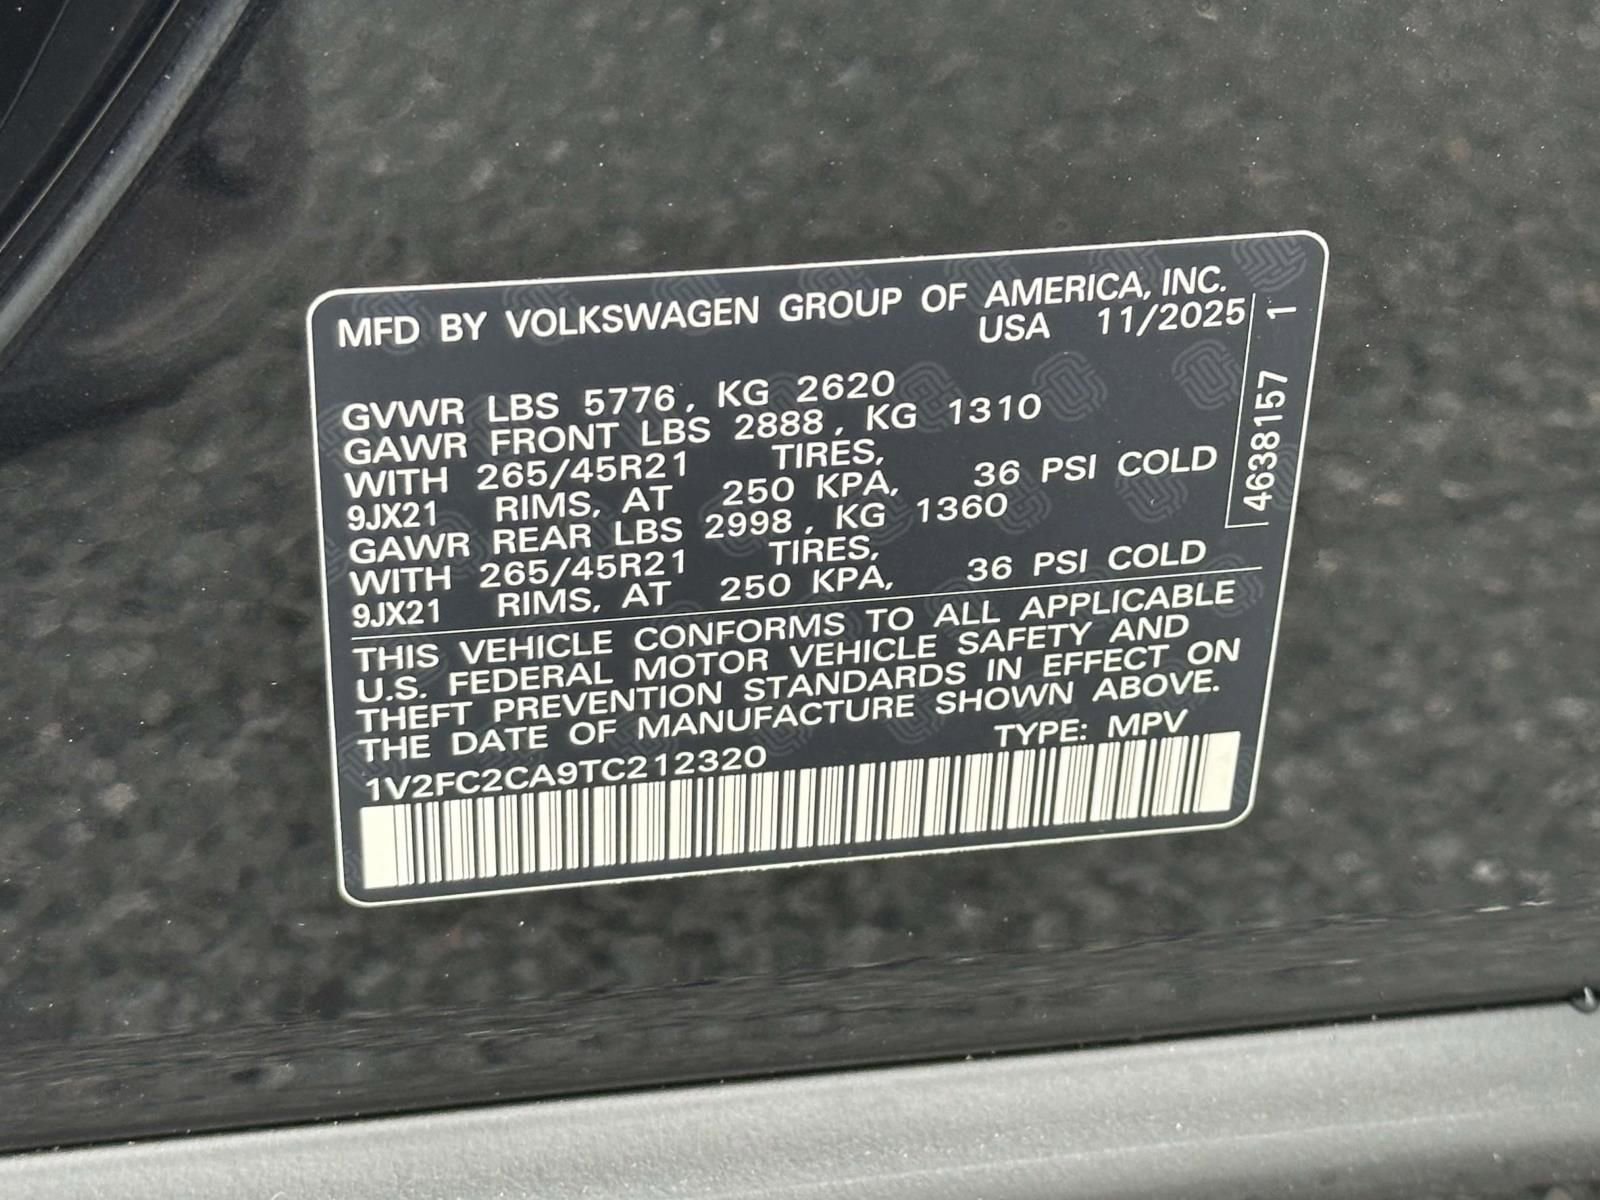 MFD BY VOLKSWAGEN GROUP OF AMERICA, INC.
USA 11/2025
GVWR LBS 5776, KG 2620
GAWR FRONT LBS 2888, KG 1310
WITH 265/45R21 TIRES,
9JX21 RIMS, AT 250 KPA, 36 PSI COLD
GAWR REAR LBS 2998, KG 1360
WITH 265/45R21 TIRES,
9JX21 RIMS, AT 250 KPA, 36 PSI COLD
THIS VEHICLE CONFORMS TO ALL APPLICABLE
U.S. FEDERAL MOTOR VEHICLE SAFETY AND
THEFT PREVENTION STANDARDS IN EFFECT ON
THE DATE OF MANUFACTURE SHOWN ABOVE.
1V2FC2CA9TC212320 TYPE: MPV
4638157 1